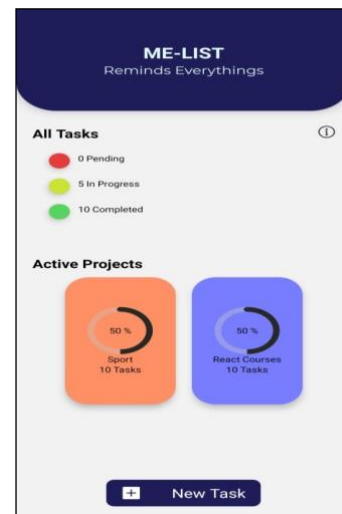 ME-LIST
Reminds Everythings
All Tasks
0 Pending
5 In Progress
10 Completed
Active Projects
50 %
Sport
10 Tasks
50 %
React Courses
10 Tasks
New Task